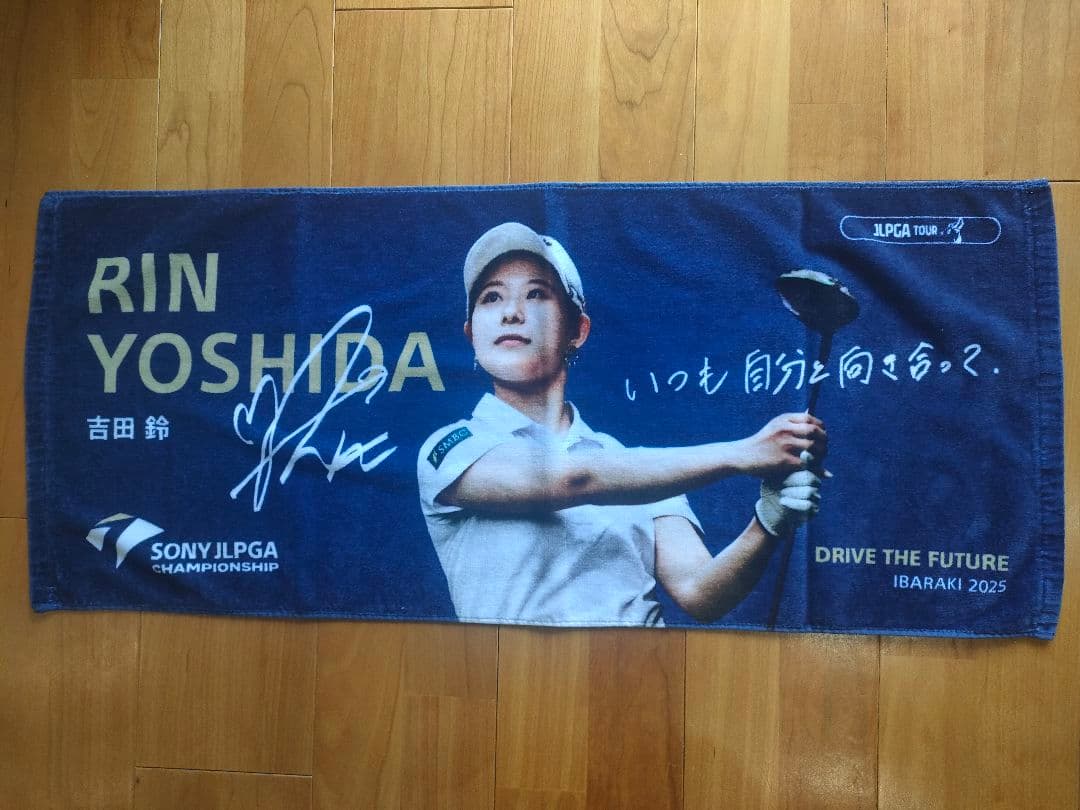 RIN
YOSHIDA
吉田 鈴
JLPGA TOUR
いつも 自分と向き合って.
SMBC
SONY JLPGA
CHAMPIONSHIP
DRIVE THE FUTURE
IBARAKI 2025